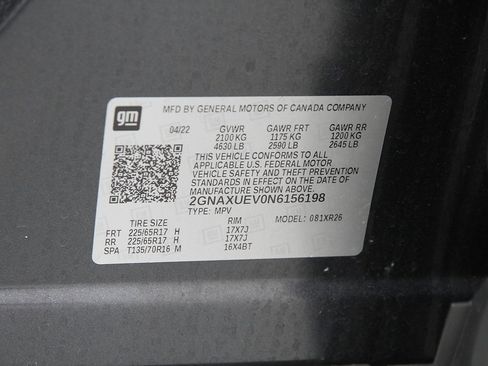 gm
MFD BY GENERAL MOTORS OF CANADA COMPANY
04/22 GVWR GAWR FRT GAWR RR
2100 KG 1175 KG 1200 KG
4630 LB 2590 LB 2645 LB
THIS VEHICLE CONFORMS TO ALL
APPLICABLE U.S. FEDERAL MOTOR
VEHICLE SAFETY AND THEFT PREVENTION
STANDARDS IN EFFECT ON THE DATE OF
MANUFACTURE SHOWN ABOVE.
2GNAXUEV0N6156198
TYPE: MPV MODEL: 081XR26
TIRE SIZE RIM
FRT 225/65R17 H 17X7J
RR 225/65R17 H 17X7J
SPA T135/70R16 M 16X4BT